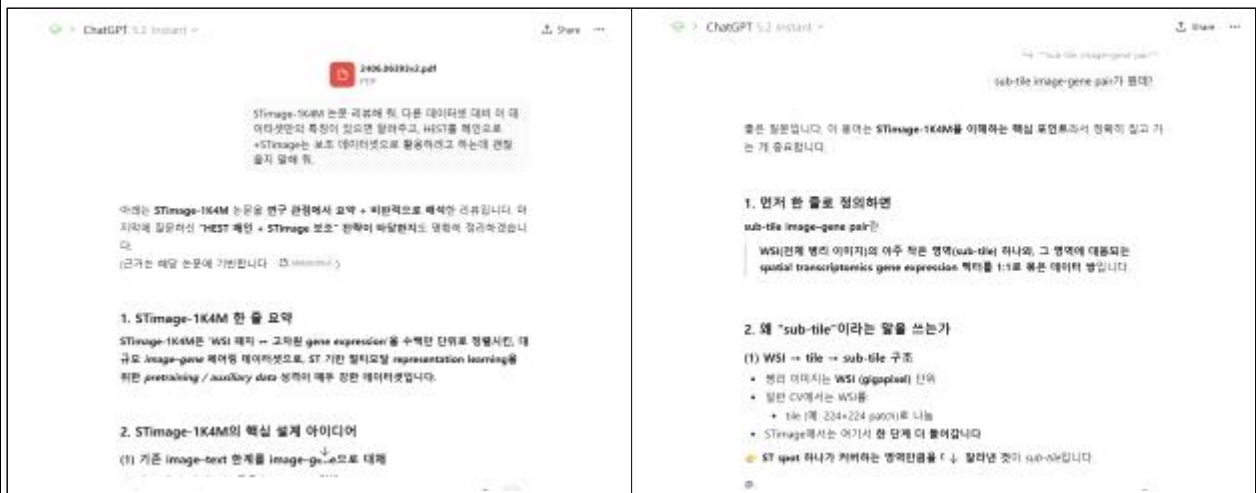 ChatGPT 5.2 Instant
Share
2406.06393v2.pdf
PDF
STimage-1K4M 논문 리뷰해 줘. 다른 데이터셋 대비 이 데
이터셋만의 특징이 있으면 알려주고, HEST를 메인으로
+STimage는 보조 데이터셋으로 활용하려고 하는데 괜찮
을지 말해 줘.
아래는 STimage-1K4M 논문을 연구 관점에서 요약 + 비판적으로 해석한 리뷰입니다. 마
지막에 질문하신 "HEST 메인 + STimage 보조" 전략이 타당한지도 명확히 정리하겠습니
다.
(근거는 해당 논문에 기반합니다
1. STimage-1K4M 한 줄 요약
STimage-1K4M은 'WSI 패치 ↔ 고차원 gene expression'을 수백만 단위로 정렬시킨, 대
규모 image-gene 페어링 데이터셋으로, ST 기반 멀티모달 representation learning을
위한 pretraining / auxiliary data 성격이 매우 강한 데이터셋입니다.
2. STimage-1K4M의 핵심 설계 아이디어
(1) 기존 image-text 한계를 image-gene으로 대체
ChatGPT 5.2 Instant
Share
sub-tile image-gene pair가 뭔데?
좋은 질문입니다. 이 용어는 STimage-1K4M을 이해하는 핵심 포인트라서 정확히 짚고 가
는 게 중요합니다.
1. 먼저 한 줄로 정의하면
sub-tile image-gene pair란
WSI(전체 병리 이미지)의 아주 작은 영역(sub-tile) 하나와, 그 영역에 대응되는
spatial transcriptomics gene expression 벡터를 1:1로 묶은 데이터 쌍입니다.
2. 왜 "sub-tile"이라는 말을 쓰는가
(1) WSI → tile → sub-tile 구조
• 병리 이미지는 WSI (gigapixel) 단위
• 일반 CV에서는 WSI를:
• tile (예: 224×224 patch)로 나눔
• STimage에서는 여기서 한 단계 더 들어갑니다
👉 ST spot 하나가 커버하는 영역만큼을 잘라낸 것이 sub-tile입니다.